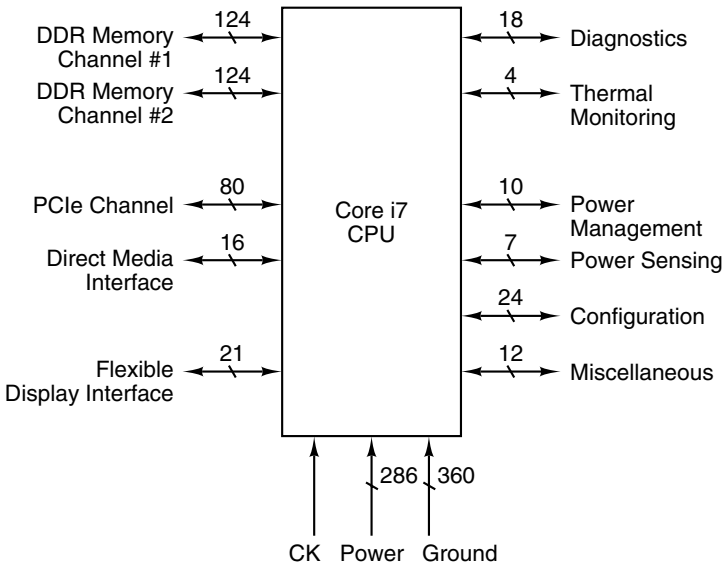 124
DDR Memory
Channel #1
124
DDR Memory
Channel #2
80
PCIe Channel
16
Direct Media
Interface
21
Flexible
Display Interface
Core i7
CPU
18
Diagnostics
4
Thermal
Monitoring
10
Power
Management
7
Power Sensing
24
Configuration
12
Miscellaneous
286 360
CK Power Ground